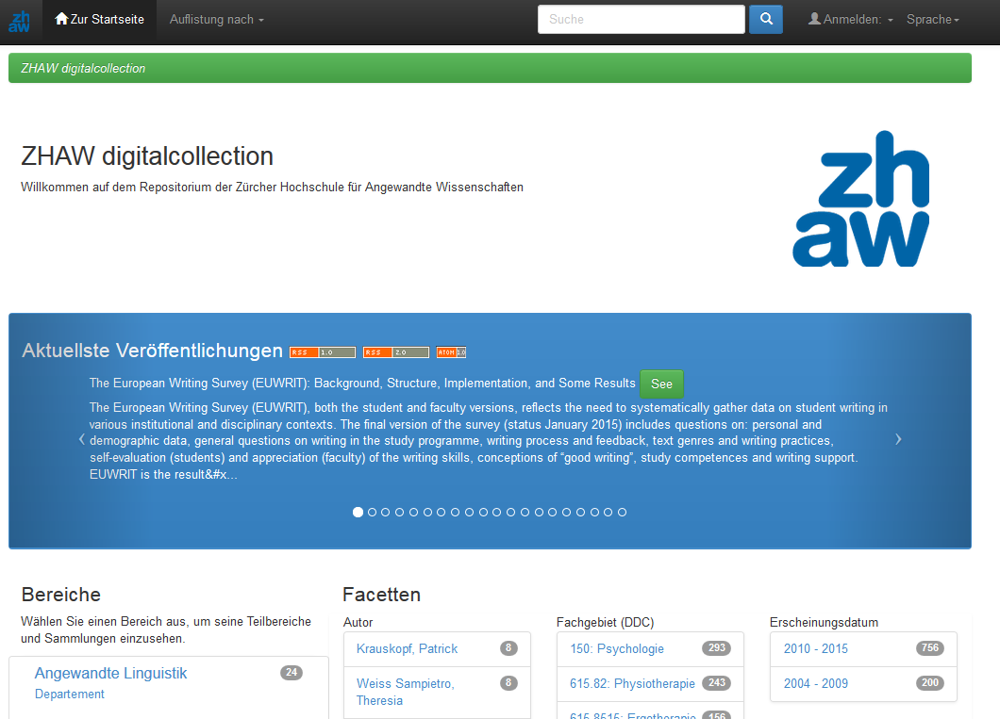 zh
aw
Zur Startseite
Auflistung nach
Suche
Anmelden:
Sprache
ZHAW digitalcollection
ZHAW digitalcollection
Willkommen auf dem Repositorium der Zürcher Hochschule für Angewandte Wissenschaften
zh
aw
Aktuellste Veröffentlichungen RSS 1.0 RSS 2.0 ATOM 1.0
The European Writing Survey (EUWRIT): Background, Structure, Implementation, and Some Results See
The European Writing Survey (EUWRIT), both the student and faculty versions, reflects the need to systematically gather data on student writing in
various institutional and disciplinary contexts. The final version of the survey (status January 2015) includes questions on: personal and
demographic data, general questions on writing in the study programme, writing process and feedback, text genres and writing practices,
self-evaluation (students) and appreciation (faculty) of the writing skills, conceptions of “good writing”, study competences and writing support.
EUWRIT is the result&#x...
Bereiche
Wählen Sie einen Bereich aus, um seine Teilbereiche
und Sammlungen einzusehen.
Angewandte Linguistik 24
Departement
Facetten
Autor
Krauskopf, Patrick 8
Weiss Sampietro, 8
Theresia
Fachgebiet (DDC)
150: Psychologie 293
615.82: Physiotherapie 243
615.8515: Ergotherapie 156
Erscheinungsdatum
2010 - 2015 756
2004 - 2009 200